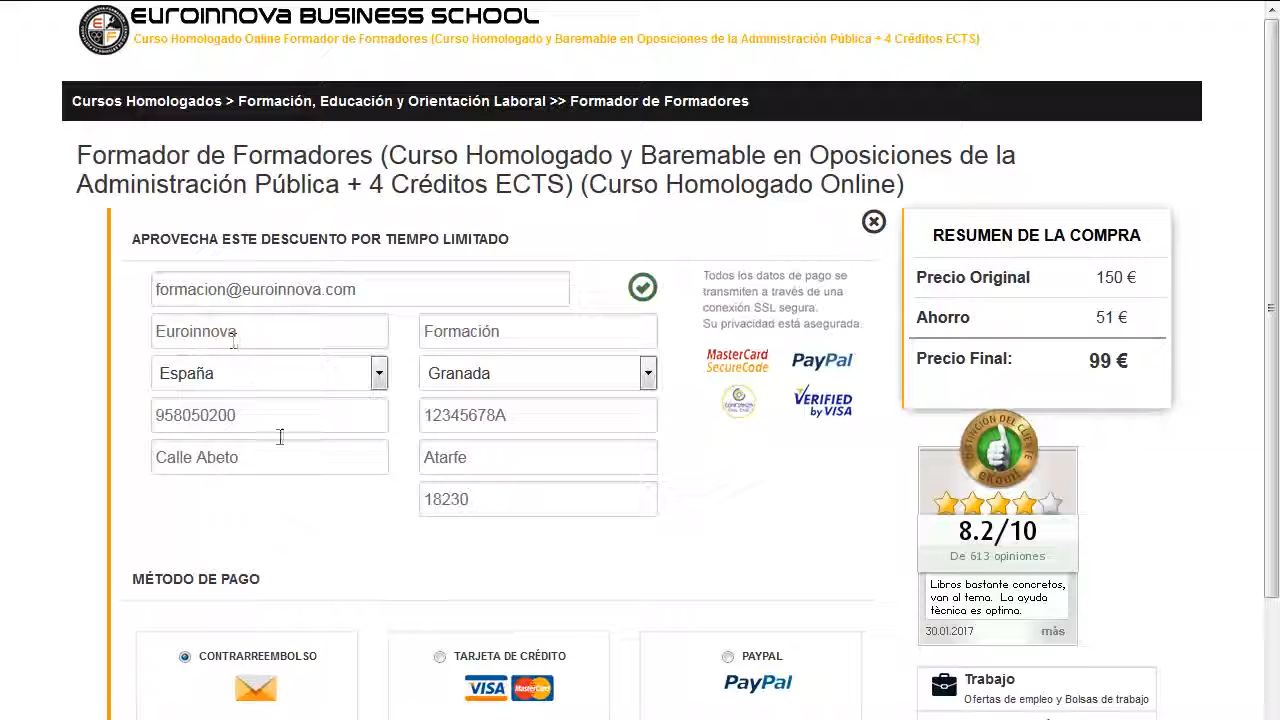 EUROINNOVA BUSINESS SCHOOL
Curso Homologado Online Formador de Formadores (Curso Homologado y Baremable en Oposiciones de la Administración Pública + 4 Créditos ECTS)
Cursos Homologados > Formación, Educación y Orientación Laboral >> Formador de Formadores
Formador de Formadores (Curso Homologado y Baremable en Oposiciones de la
Administración Pública + 4 Créditos ECTS) (Curso Homologado Online)
APROVECHA ESTE DESCUENTO POR TIEMPO LIMITADO
formacion@euroinnova.com
Euroinnova
Formación
España
Granada
958050200
12345678A
Calle Abeto
Atarfe
18230
Todos los datos de pago se
transmiten a través de una
conexión SSL segura.
Su privacidad está asegurada.
MasterCard
SecureCode
PayPal
VERIFIED
by VISA
RESUMEN DE LA COMPRA
Precio Original 150 €
Ahorro 51 €
Precio Final: 99 €
DISTINCIÓN DEL CLIENTE
eKomi
8.2/10
De 613 opiniones
Libros bastante concretos,
van al tema. La ayuda
tècnica es optima.
30.01.2017 màs
MÉTODO DE PAGO
CONTRARREEMBOLSO
TARJETA DE CRÉDITO
VISA
MasterCard
PAYPAL
PayPal
Trabajo
Ofertas de empleo y Bolsas de trabajo